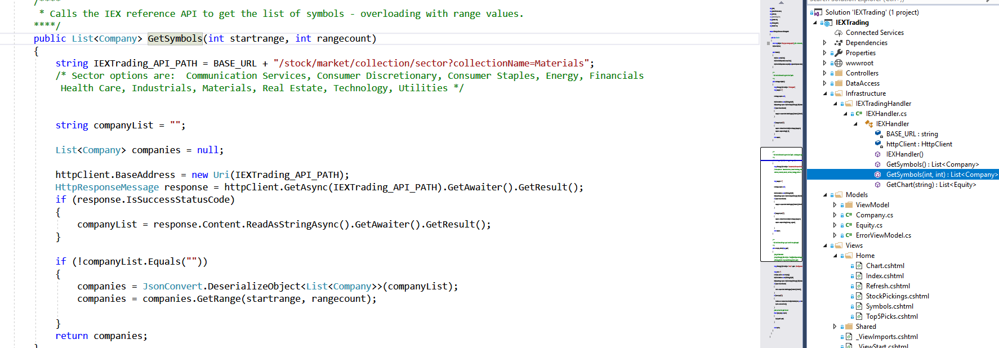 /****
* Calls the IEX reference API to get the list of symbols - overloading with range values.
****/
public List<Company> GetSymbols(int startrange, int rangecount)
{
string IEXTrading_API_PATH = BASE_URL + "/stock/market/collection/sector?collectionName=Materials";
/* Sector options are:  Communication Services, Consumer Discretionary, Consumer Staples, Energy, Financials
Health Care, Industrials, Materials, Real Estate, Technology, Utilities */
string companyList = "";
List<Company> companies = null;
httpClient.BaseAddress = new Uri(IEXTrading_API_PATH);
HttpResponseMessage response = httpClient.GetAsync(IEXTrading_API_PATH).GetAwaiter().GetResult();
if (response.IsSuccessStatusCode)
{
companyList = response.Content.ReadAsStringAsync().GetAwaiter().GetResult();
}
if (!companyList.Equals(""))
{
companies = JsonConvert.DeserializeObject<List<Company>>(companyList);
companies = companies.GetRange(startrange, rangecount);
}
return companies;
}
Search Solution Explorer (Ctrl+;)
Solution 'IEXTrading' (1 project)
IEXTrading
Connected Services
Dependencies
Properties
wwwroot
Controllers
DataAccess
Infrastructure
IEXTradingHandler
C# IEXHandler.cs
IEXHandler
BASE_URL : string
httpClient : HttpClient
IEXHandler()
GetSymbols() : List<Company>
GetSymbols(int, int) : List<Company>
GetChart(string) : List<Equity>
Models
ViewModel
C# Company.cs
C# Equity.cs
C# ErrorViewModel.cs
Views
Home
Chart.cshtml
Index.cshtml
Refresh.cshtml
StockPickings.cshtml
Symbols.cshtml
Top5Picks.cshtml
Shared
_ViewImports.cshtml
_ViewStart.cshtml